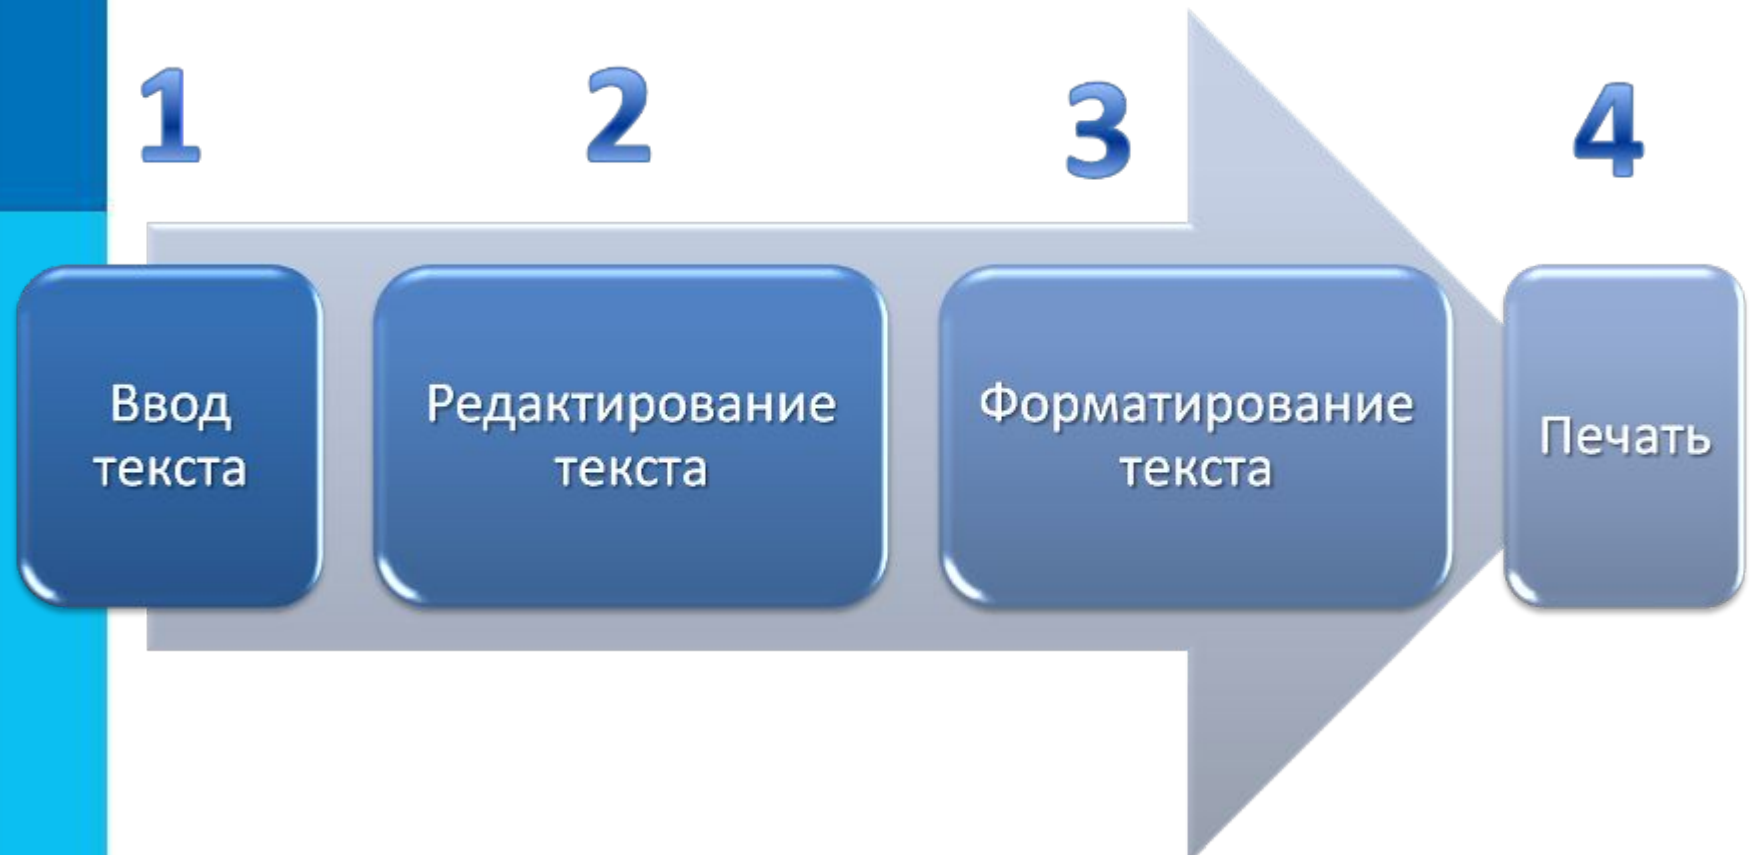 1
2
3
4
Ввод
текста
Редактирование
текста
Форматирование
текста
Печать